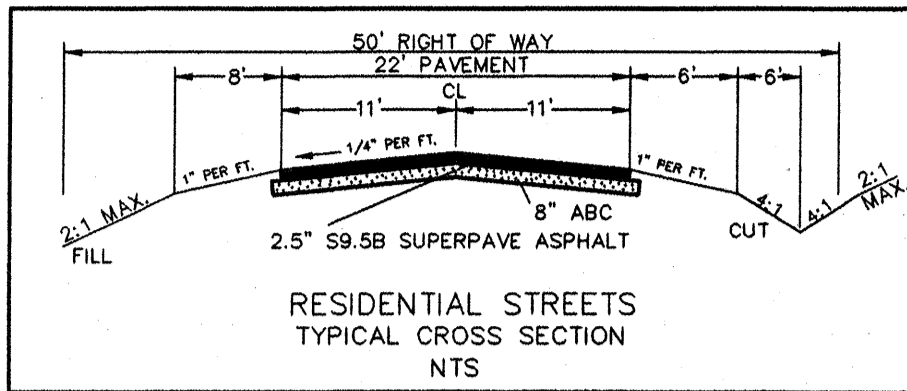 50' RIGHT OF WAY
22' PAVEMENT
8'
6'
6'
CL
11'
11'
1/4" PER FT.
1" PER FT.
1" PER FT.
2:1 MAX.
FILL
8" ABC
2.5" S9.5B SUPERPAVE ASPHALT
4:1
CUT
4:1
2:1
MAX.
RESIDENTIAL STREETS
TYPICAL CROSS SECTION
NTS